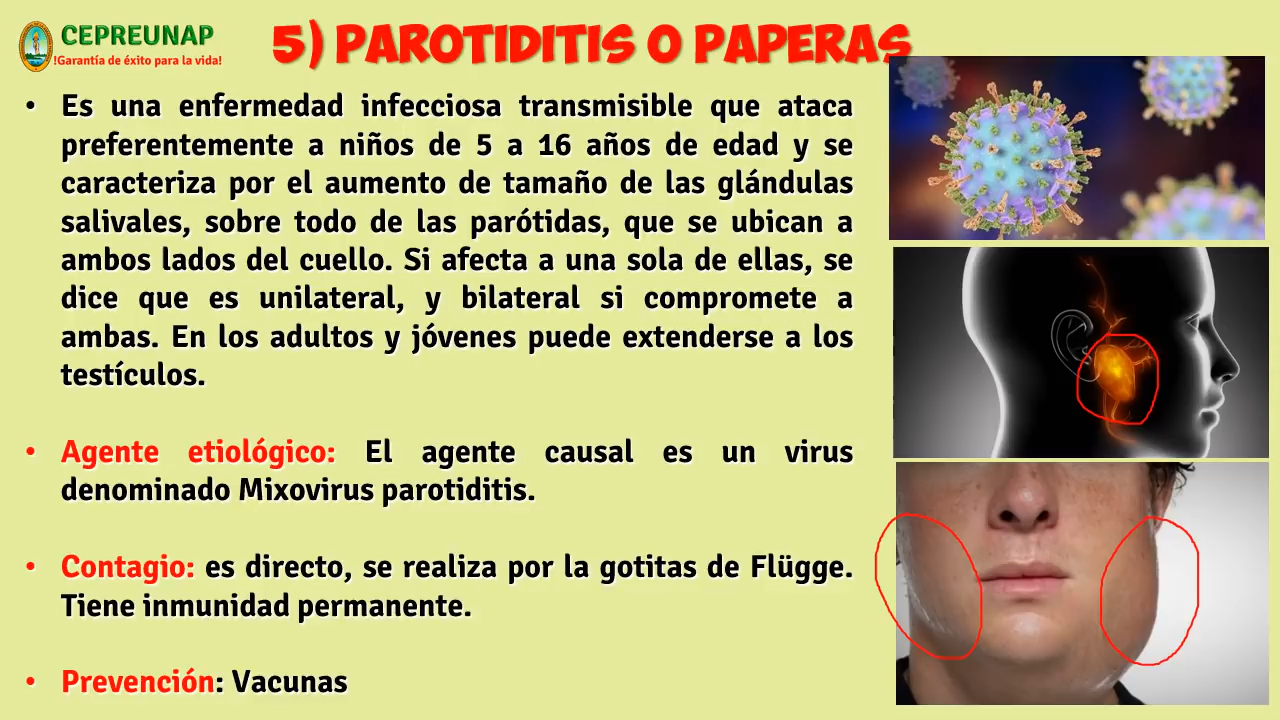 CEPREUNAP
!Garantía de éxito para la vida!
5) PAROTIDITIS O PAPERAS
• Es una enfermedad infecciosa transmisible que ataca
preferentemente a niños de 5 a 16 años de edad y se
caracteriza por el aumento de tamaño de las glándulas
salivales, sobre todo de las parótidas, que se ubican a
ambos lados del cuello. Si afecta a una sola de ellas, se
dice que es unilateral, y bilateral si compromete a
ambas. En los adultos y jóvenes puede extenderse a los
testículos.
• Agente etiológico: El agente causal es un virus
denominado Mixovirus parotiditis.
• Contagio: es directo, se realiza por la gotitas de Flügge.
Tiene inmunidad permanente.
• Prevención: Vacunas